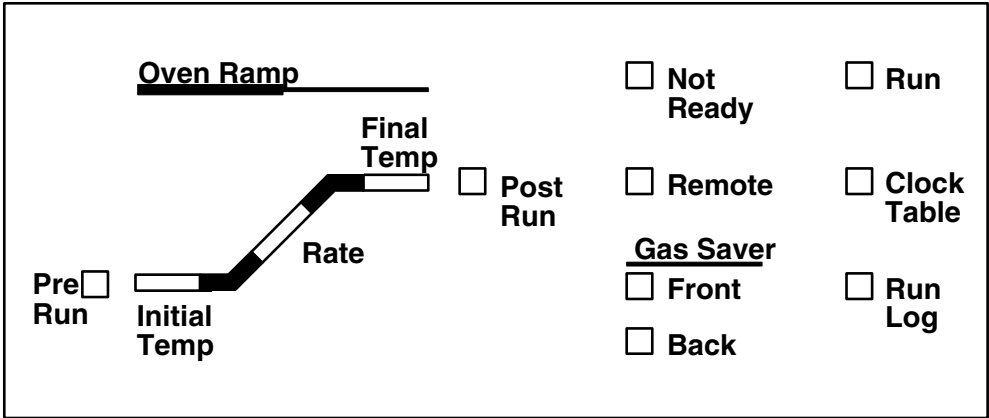 Oven Ramp
Final
Temp
Rate
Pre
Run
Initial
Temp
Post
Run
Not
Ready
Remote
Gas Saver
Front
Back
Run
Clock
Table
Run
Log